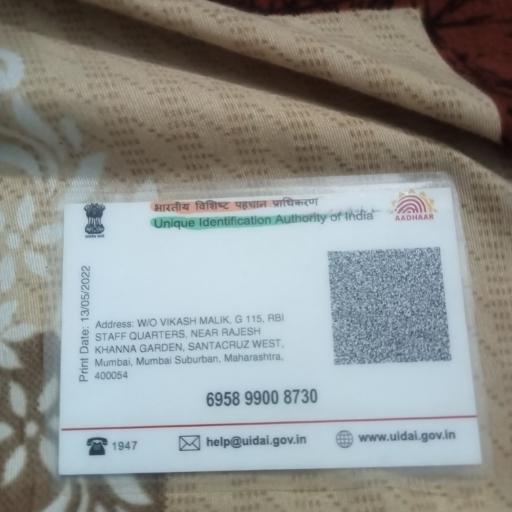 भारतीय विशिष्ट पहचान प्राधिकरण
Unique Identification Authority of India
AADHAAR
Print Date: 13/05/2022
Address: W/O VIKASH MALIK, G 115, RBI
STAFF QUARTERS, NEAR RAJESH
KHANNA GARDEN, SANTACRUZ WEST,
Mumbai, Mumbai Suburban, Maharashtra,
400054
6958 9900 8730
1947
help@uidai.gov.in
www.uidai.gov.in